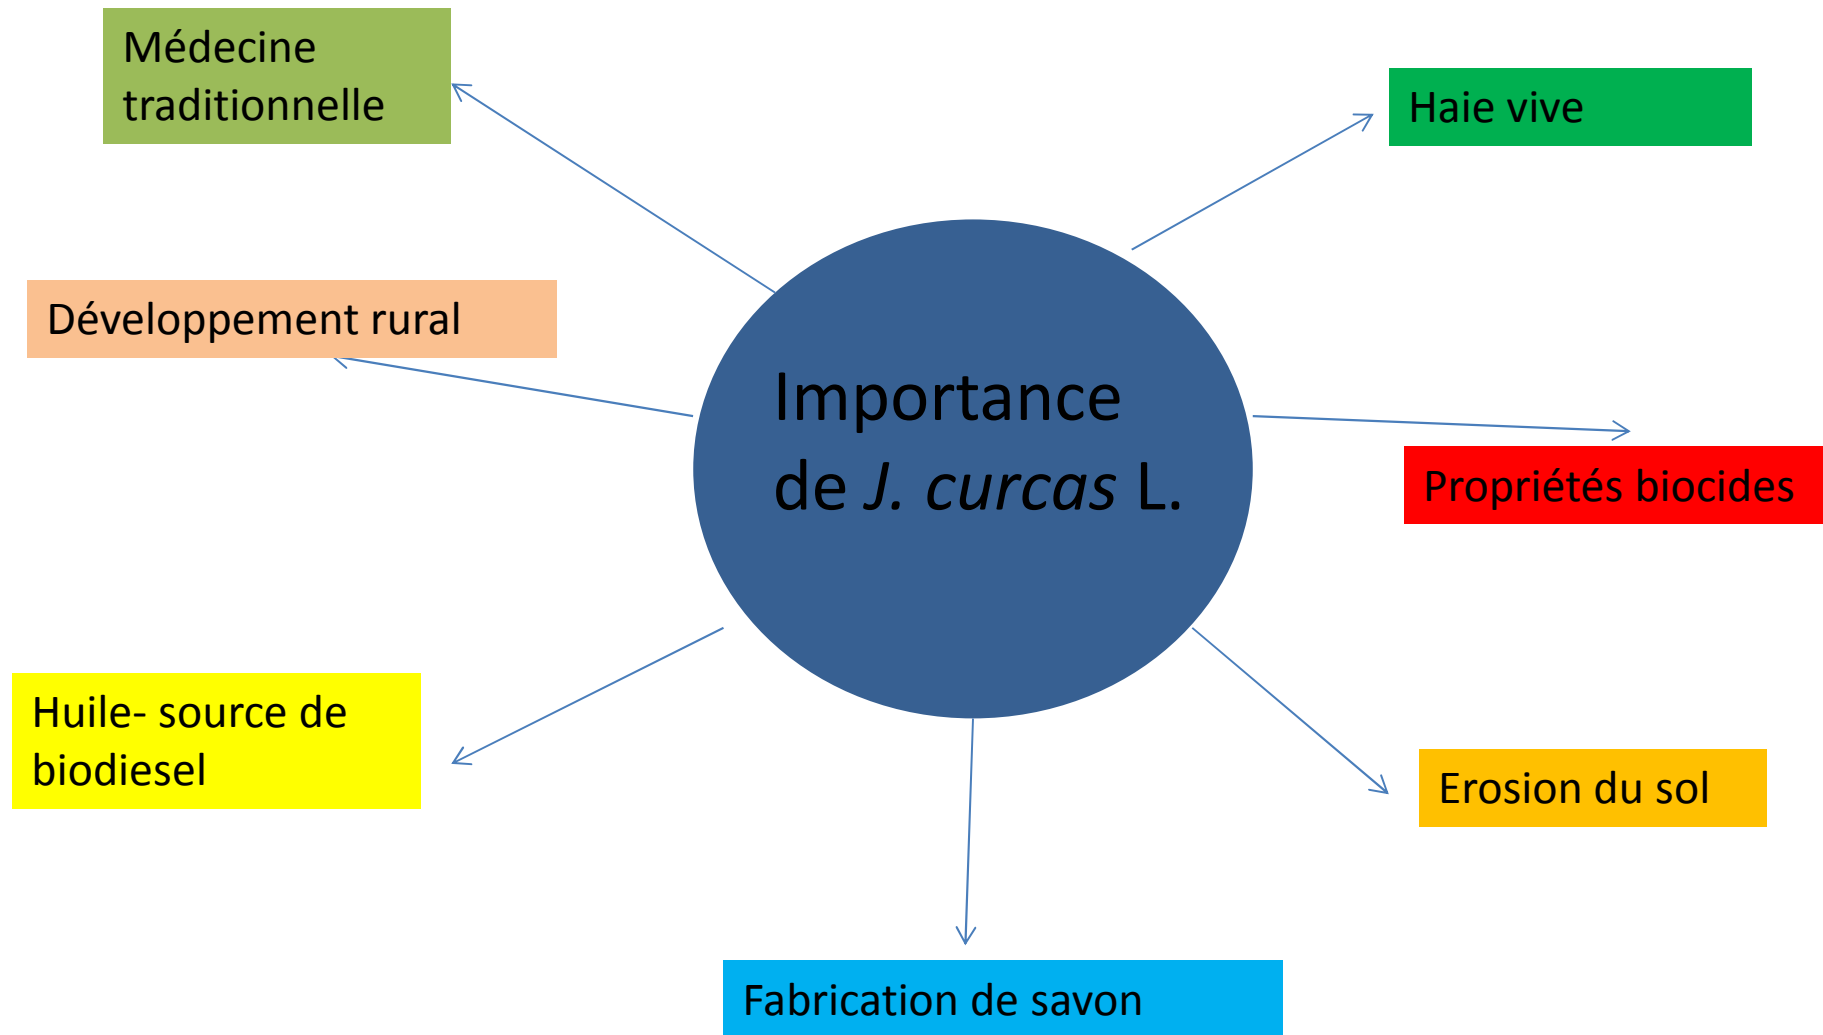 Médecine
traditionnelle
Haie vive
Développement rural
Importance
de J. curcas L.
Propriétés biocides
Huile- source de
biodiesel
Erosion du sol
Fabrication de savon